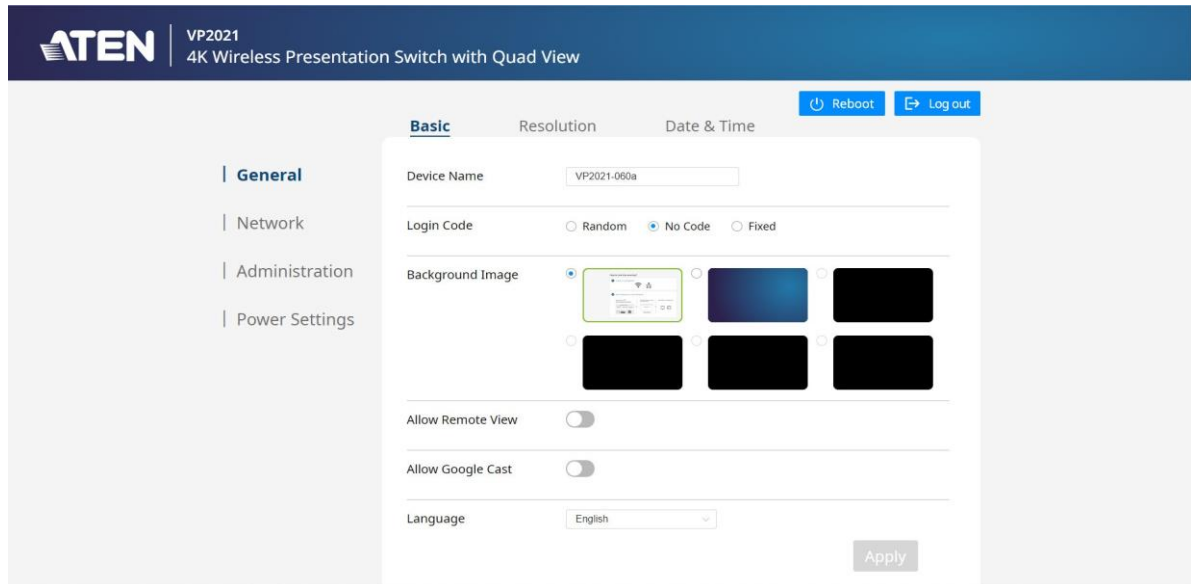 ATEN
VP2021
4K Wireless Presentation Switch with Quad View
Reboot
Log out
Basic
Resolution
Date & Time
General
Network
Administration
Power Settings
Device Name
VP2021-060a
Login Code
Random
No Code
Fixed
Background Image
Allow Remote View
Allow Google Cast
Language
English
Apply